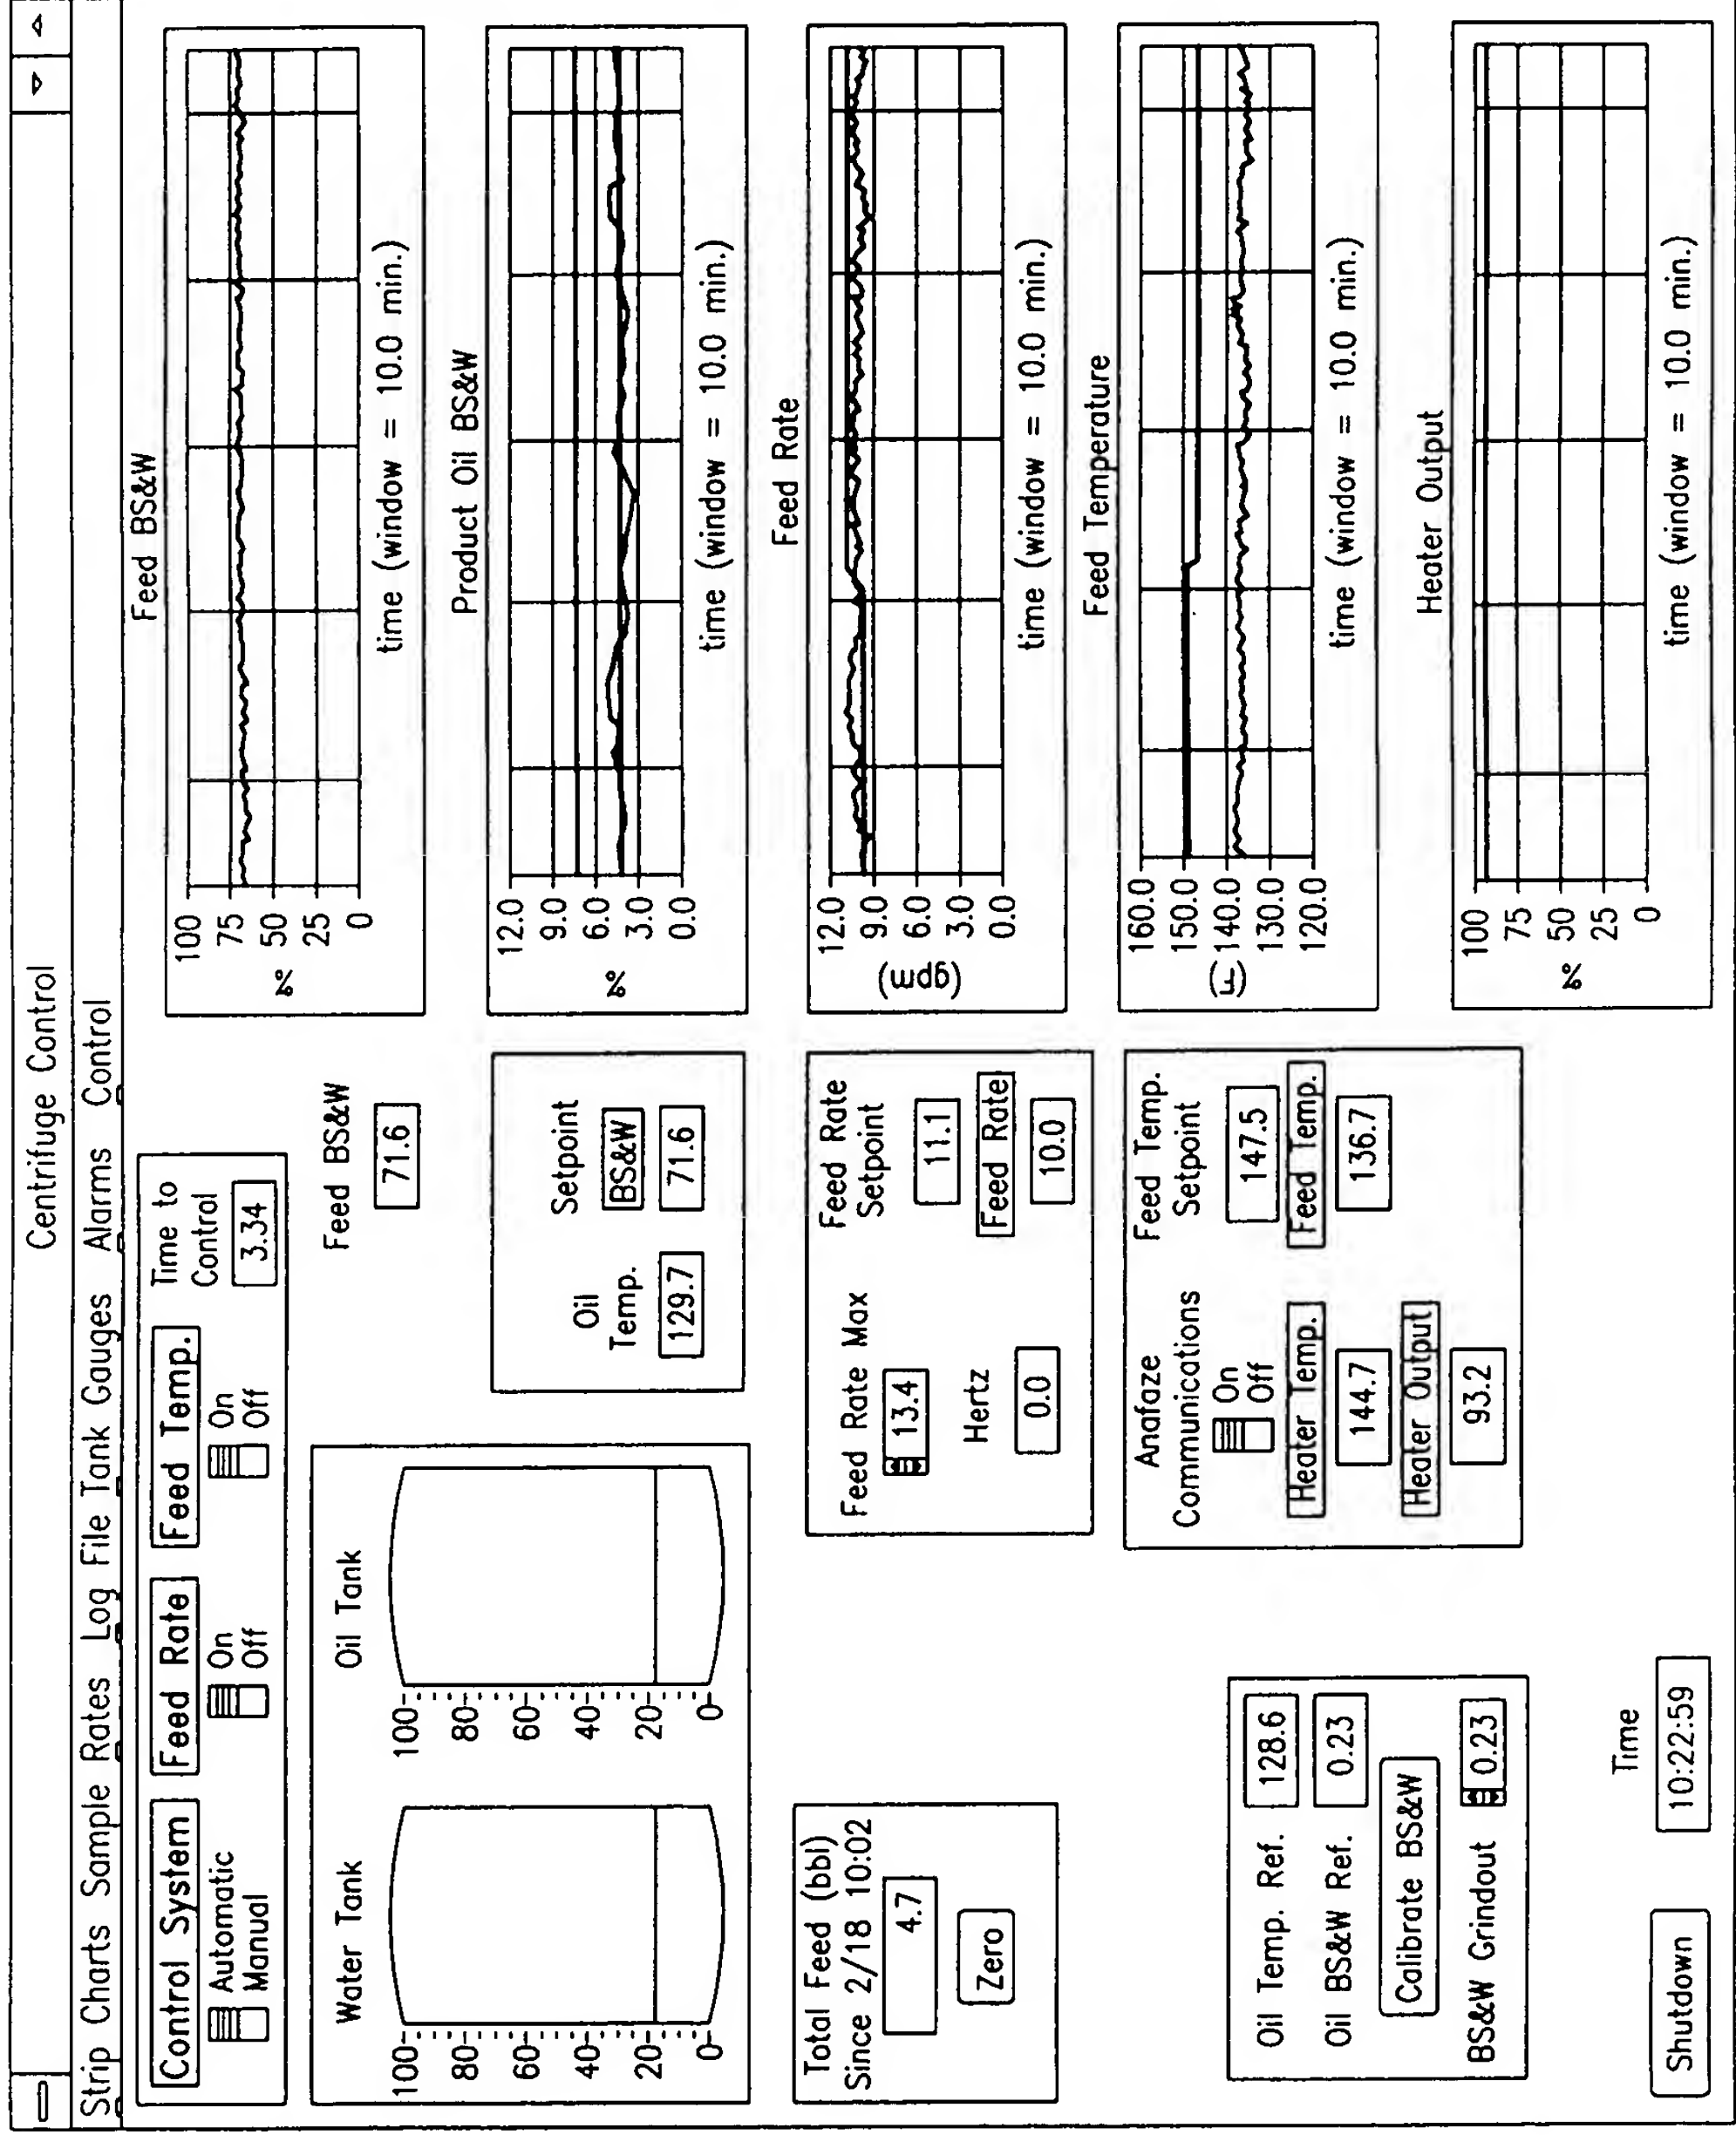 Centrifuge Control
Strip Charts Sample Rates Log File Tank Gauges Alarms Control
Control System
Automatic
Manual
Feed Rate
On
Off
Feed Temp.
On
Off
Time to
Control
3.34
Water Tank
100
80
60
40
20
0
Oil Tank
100
80
60
40
20
0
Feed BS&W
71.6
Oil
Temp.
129.7
Setpoint
BS&W
71.6
Total Feed (bbl)
Since 2/18 10:02
4.7
Zero
Feed Rate Max
13.4
Hertz
0.0
Feed Rate
Setpoint
11.1
Feed Rate
10.0
Anafaze
Communications
On
Off
Heater Temp.
144.7
Heater Output
93.2
Feed Temp.
Setpoint
147.5
Feed Temp.
136.7
Oil Temp. Ref.
128.6
Oil BS&W Ref.
0.23
Calibrate BS&W
BS&W Grindout
0.23
Shutdown
Time
10:22:59
Feed BS&W
%
100
75
50
25
0
time (window = 10.0 min.)
Product Oil BS&W
%
12.0
9.0
6.0
3.0
0.0
time (window = 10.0 min.)
Feed Rate
(gpm)
12.0
9.0
6.0
3.0
0.0
time (window = 10.0 min.)
Feed Temperature
(F)
160.0
150.0
140.0
130.0
120.0
time (window = 10.0 min.)
Heater Output
%
100
75
50
25
0
time (window = 10.0 min.)